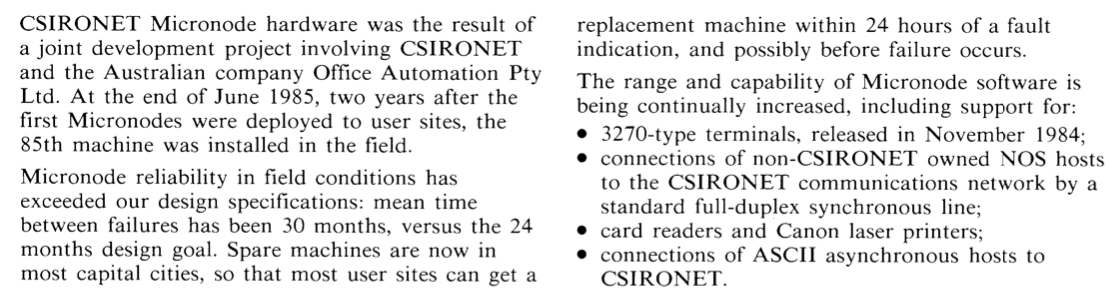 CSIRONET Micronode hardware was the result of
a joint development project involving CSIRONET
and the Australian company Office Automation Pty
Ltd. At the end of June 1985, two years after the
first Micronodes were deployed to user sites, the
85th machine was installed in the field.
Micronode reliability in field conditions has
exceeded our design specifications: mean time
between failures has been 30 months, versus the 24
months design goal. Spare machines are now in
most capital cities, so that most user sites can get a
replacement machine within 24 hours of a fault
indication, and possibly before failure occurs.
The range and capability of Micronode software is
being continually increased, including support for:
• 3270-type terminals, released in November 1984;
• connections of non-CSIRONET owned NOS hosts
to the CSIRONET communications network by a
standard full-duplex synchronous line;
• card readers and Canon laser printers;
• connections of ASCII asynchronous hosts to
CSIRONET.